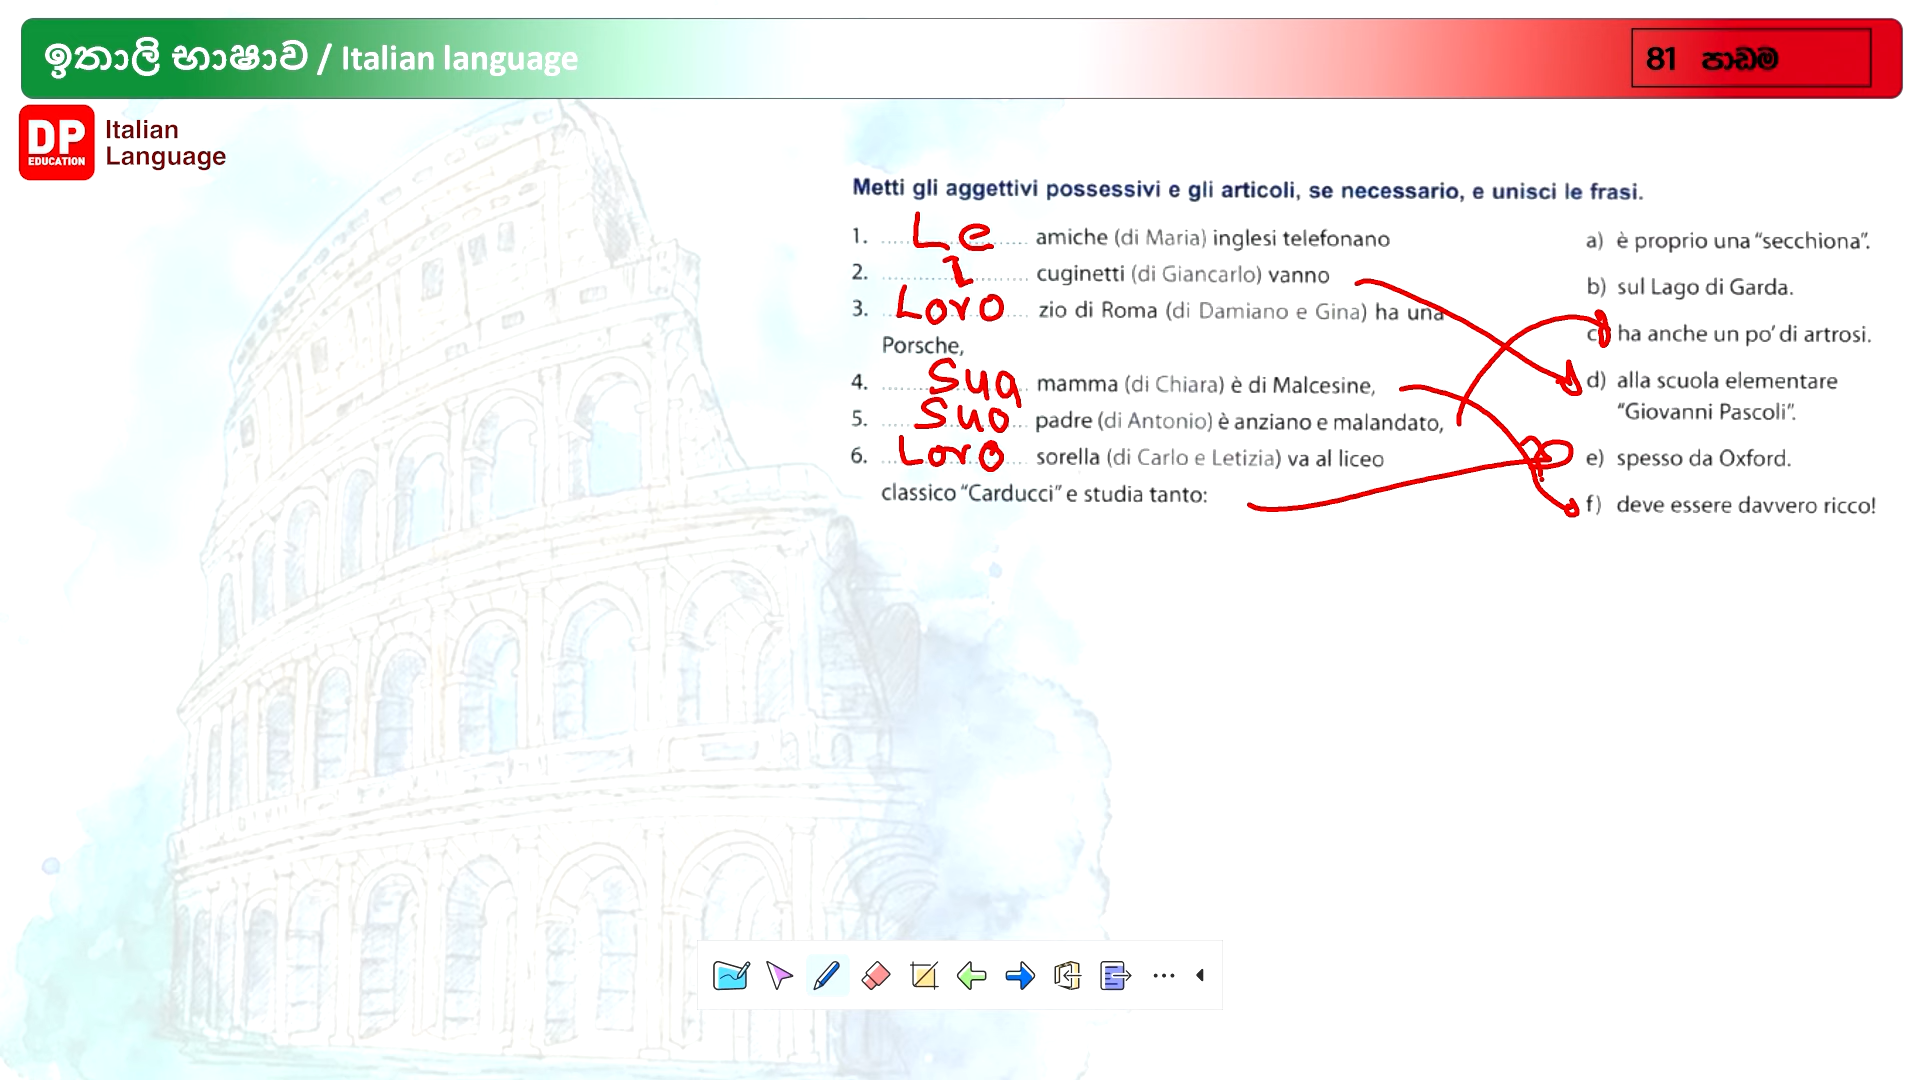 ඉතාලි භාෂාව / Italian language
81 පාඩම
DP
EDUCATION
Italian
Language
Metti gli aggettivi possessivi e gli articoli, se necessario, e unisci le frasi.
1. Le amiche (di Maria) inglesi telefonano
2. I cuginetti (di Giancarlo) vanno
3. Loro zio di Roma (di Damiano e Gina) ha una
Porsche,
4. Sua mamma (di Chiara) è di Malcesine,
5. Suo padre (di Antonio) è anziano e malandato,
6. Loro sorella (di Carlo e Letizia) va al liceo
classico "Carducci" e studia tanto:
a) è proprio una "secchiona".
b) sul Lago di Garda.
c) ha anche un po' di artrosi.
d) alla scuola elementare
"Giovanni Pascoli".
e) spesso da Oxford.
f) deve essere davvero ricco!